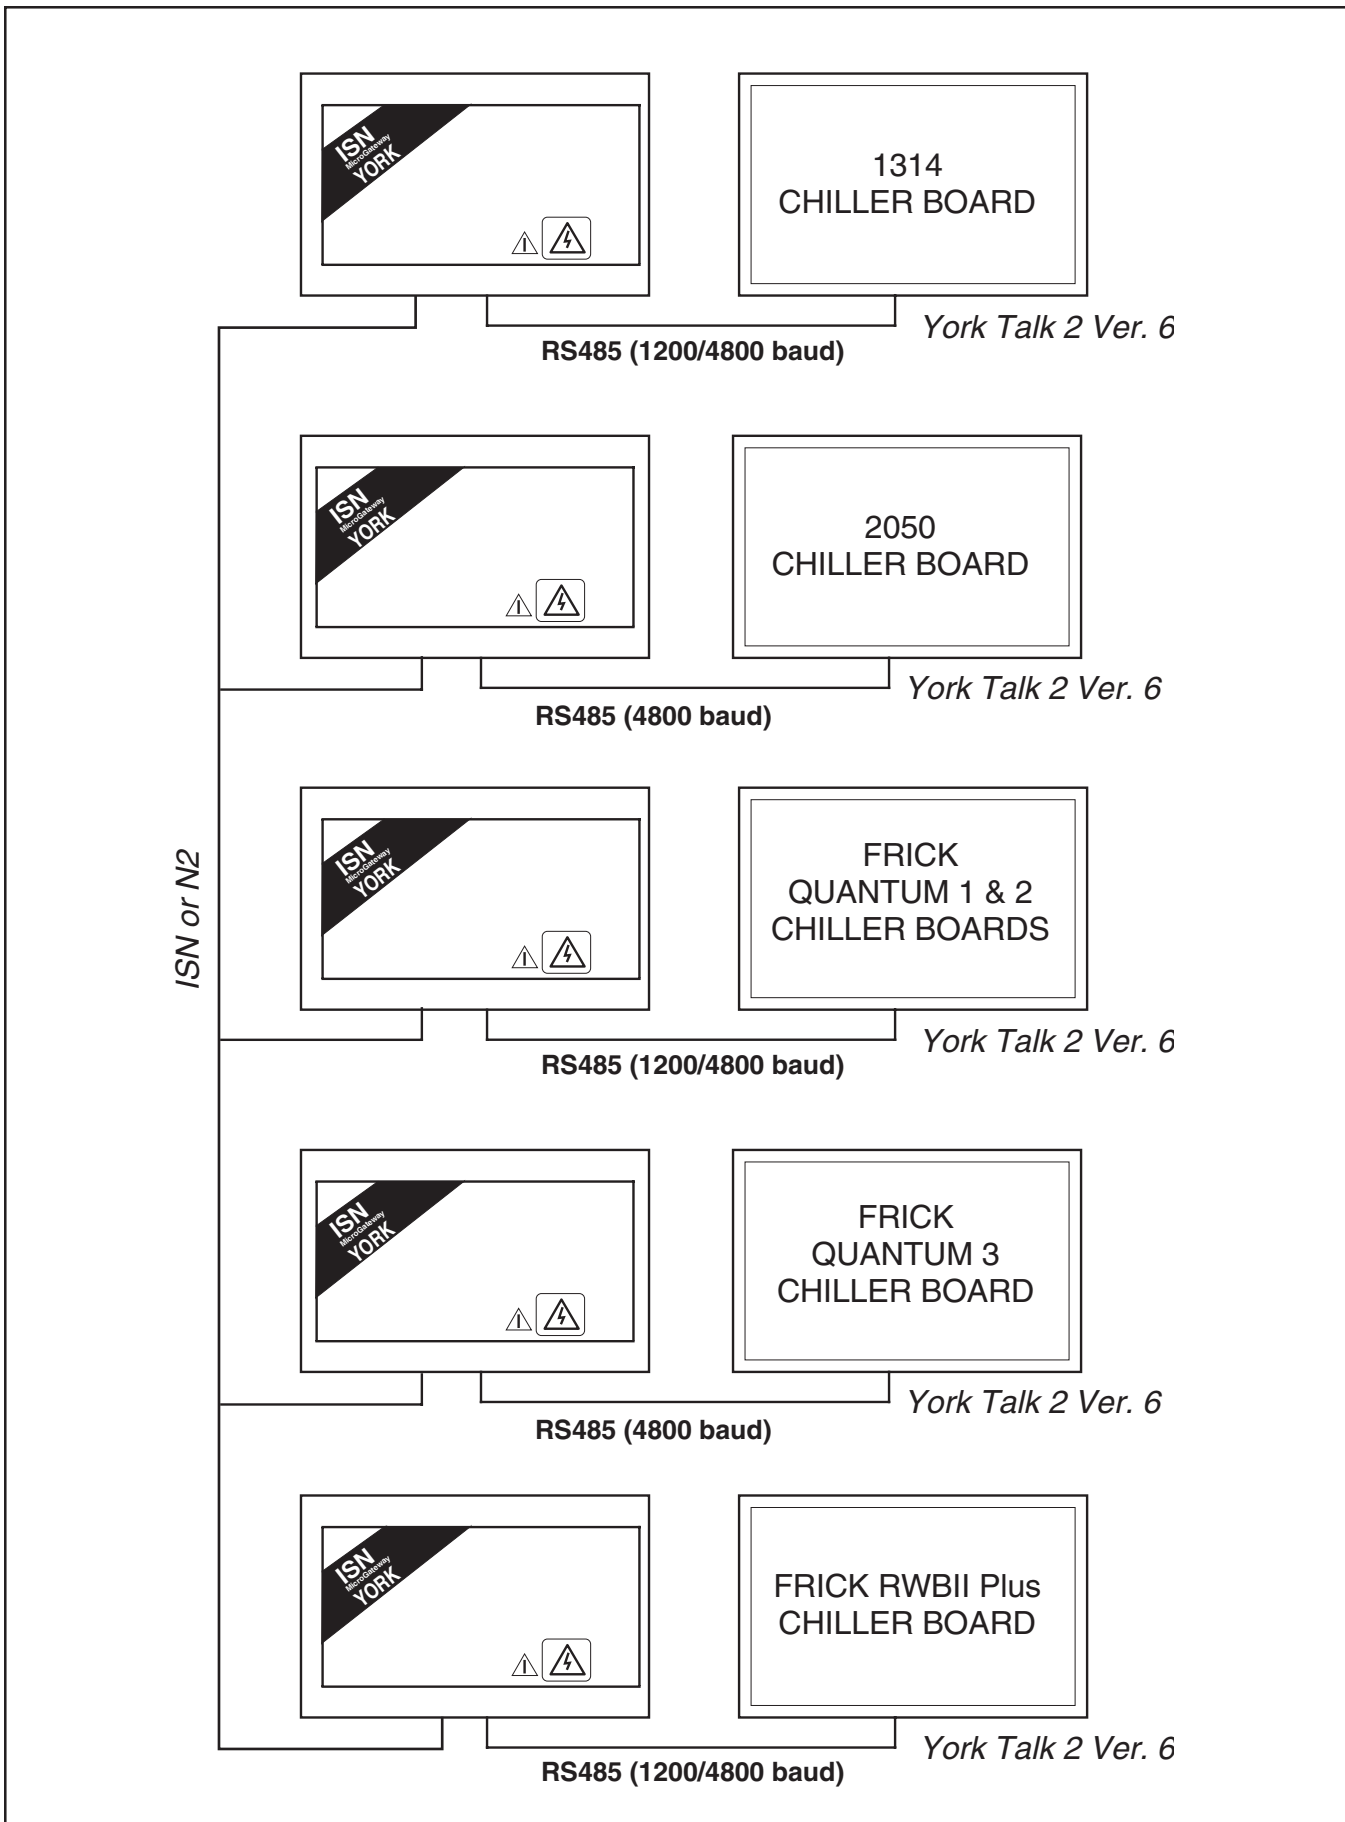 ISN
MicroGateway
YORK
1314
CHILLER BOARD
York Talk 2 Ver. 6
RS485 (1200/4800 baud)
ISN
MicroGateway
YORK
2050
CHILLER BOARD
York Talk 2 Ver. 6
RS485 (4800 baud)
ISN or N2
ISN
MicroGateway
YORK
FRICK
QUANTUM 1 & 2
CHILLER BOARDS
York Talk 2 Ver. 6
RS485 (1200/4800 baud)
ISN
MicroGateway
YORK
FRICK
QUANTUM 3
CHILLER BOARD
York Talk 2 Ver. 6
RS485 (4800 baud)
ISN
MicroGateway
YORK
FRICK RWBII Plus
CHILLER BOARD
York Talk 2 Ver. 6
RS485 (1200/4800 baud)